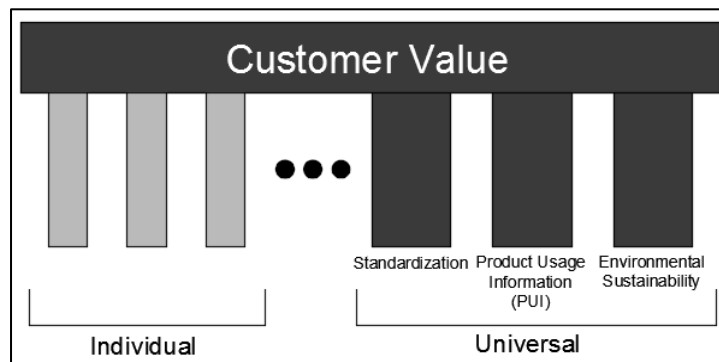 Customer Value
Standardization
Product Usage
Information
(PUI)
Environmental
Sustainability
Individual
Universal